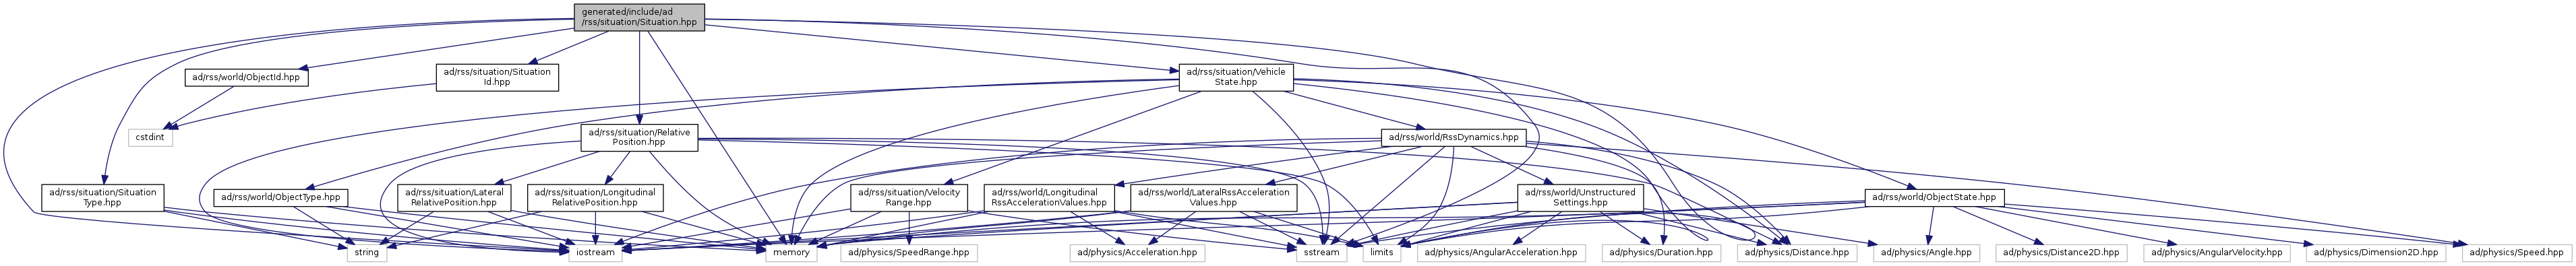 generated/include/ad
/rss/situation/Situation.hpp
ad/rss/world/ObjectId.hpp
ad/rss/situation/Situation
Id.hpp
ad/rss/situation/Vehicle
State.hpp
cstdint
ad/rss/situation/Relative
Position.hpp
ad/rss/world/RssDynamics.hpp
ad/rss/situation/Situation
Type.hpp
ad/rss/world/ObjectType.hpp
ad/rss/situation/Lateral
RelativePosition.hpp
ad/rss/situation/Longitudinal
RelativePosition.hpp
ad/rss/situation/Velocity
Range.hpp
ad/rss/world/Longitudinal
RssAccelerationValues.hpp
ad/rss/world/LateralRssAcceleration
Values.hpp
ad/rss/world/Unstructured
Settings.hpp
ad/rss/world/ObjectState.hpp
string
iostream
memory
ad/physics/SpeedRange.hpp
ad/physics/Acceleration.hpp
sstream
limits
ad/physics/AngularAcceleration.hpp
ad/physics/Duration.hpp
ad/physics/Distance.hpp
ad/physics/Angle.hpp
ad/physics/Distance2D.hpp
ad/physics/AngularVelocity.hpp
ad/physics/Dimension2D.hpp
ad/physics/Speed.hpp